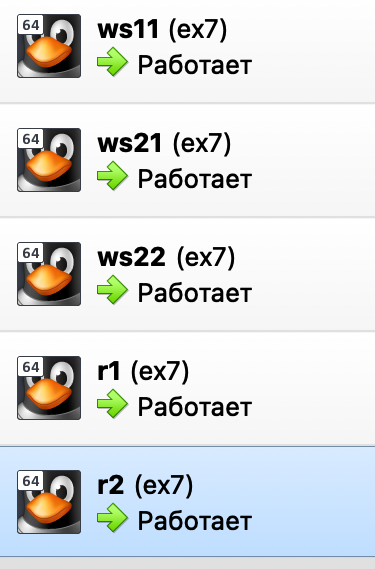 64
ws11 (ex7)
Работает
64
ws21 (ex7)
Работает
64
ws22 (ex7)
Работает
64
r1 (ex7)
Работает
64
r2 (ex7)
Работает